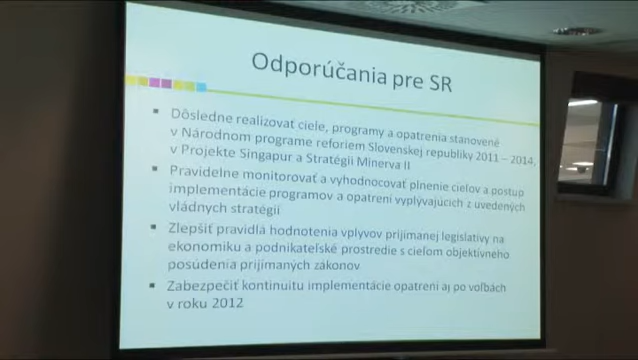 Odporúčania pre SR
▪ Dôsledne realizovať ciele, programy a opatrenia stanovené
v Národnom programe reforiem Slovenskej republiky 2011 – 2014,
v Projekte Singapur a Stratégii Minerva II
▪ Pravidelne monitorovať a vyhodnocovať plnenie cieľov a postup
implementácie programov a opatrení vyplývajúcich z uvedených
vládnych stratégií
▪ Zlepšiť pravidlá hodnotenia vplyvov prijímanej legislatívy na
ekonomiku a podnikateľské prostredie s cieľom objektívneho
posúdenia prijímaných zákonov
▪ Zabezpečiť kontinuitu implementácie opatrení aj po voľbách
v roku 2012